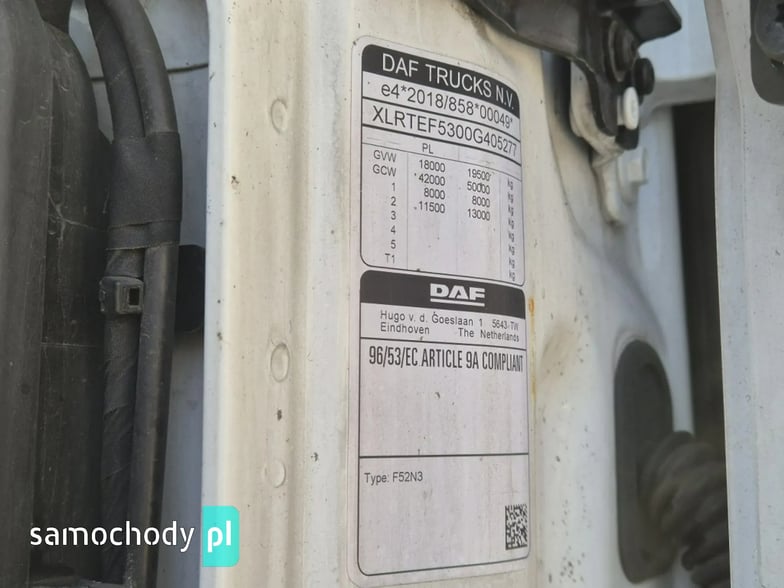 DAF TRUCKS N.V.
e4*2018/858*00049*
XLRTEF5300G405277
PL
GVW 18000 19500 kg
GCW 42000 50000 kg
1 8000 8000 kg
2 11500 13000 kg
3 kg
4 kg
5 kg
T1 kg
DAF
Hugo v. d. Goeslaan 1 5643 TW
Eindhoven The Netherlands
96/53/EC ARTICLE 9A COMPLIANT
Type: F52N3
samochody pl